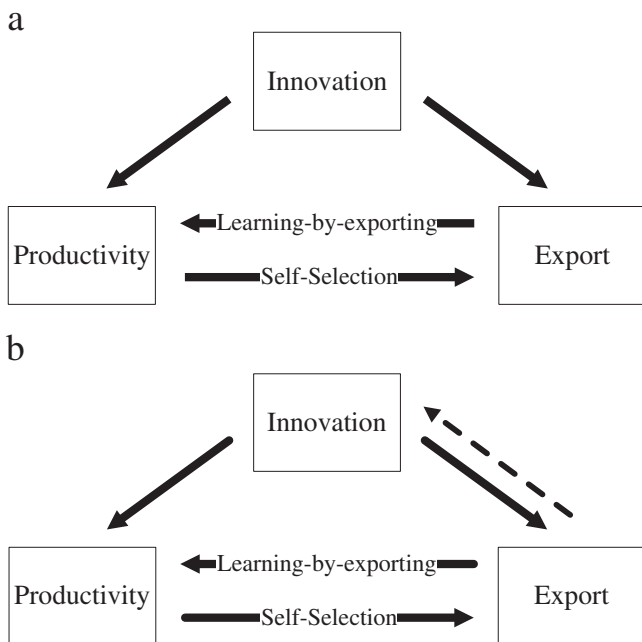 a
Innovation
Learning-by-exporting
Productivity
Export
Self-Selection
b
Innovation
Learning-by-exporting
Productivity
Export
Self-Selection